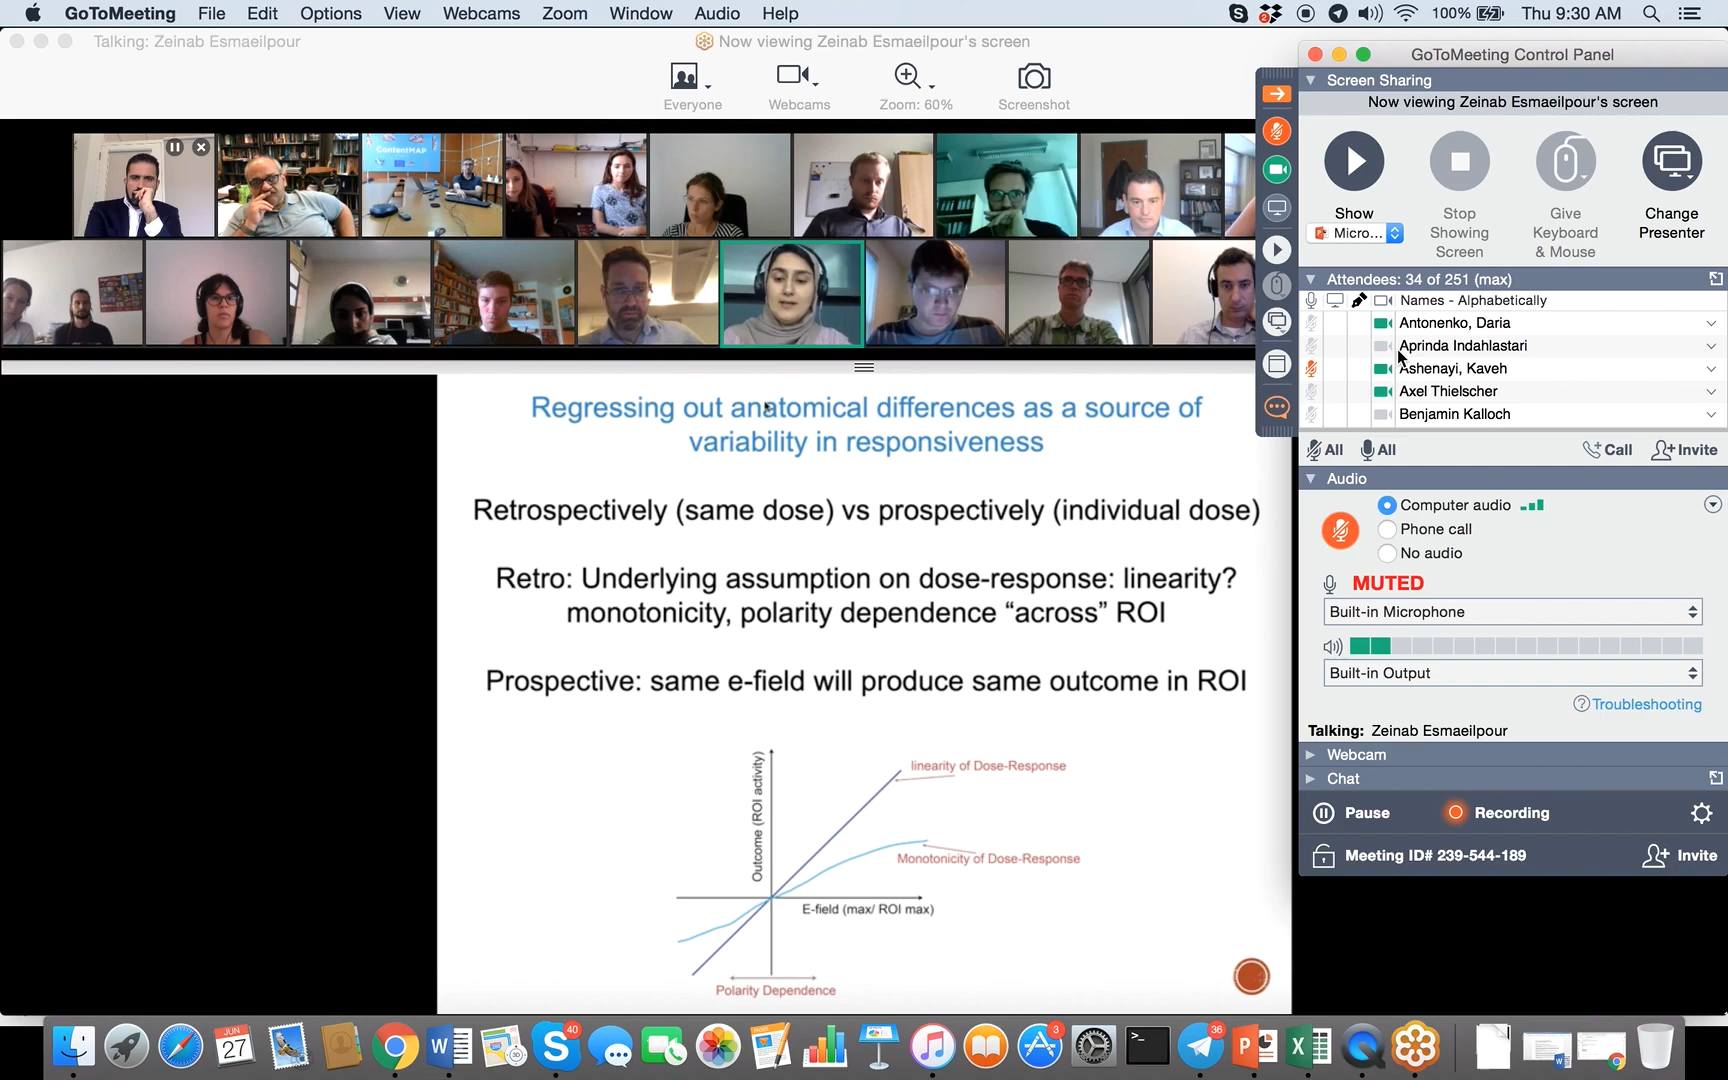 GoToMeeting File Edit Options View Webcams Zoom Window Audio Help
2
100%
Thu 9:30 AM
Talking: Zeinab Esmaeilpour
Now viewing Zeinab Esmaeilpour's screen
Everyone
Webcams
Zoom: 60%
Screenshot
ContentMAP
GoToMeeting Control Panel
Screen Sharing
Now viewing Zeinab Esmaeilpour's screen
Show
Micro...
Stop
Showing
Screen
Give
Keyboard
& Mouse
Change
Presenter
Attendees: 34 of 251 (max)
Names - Alphabetically
Antonenko, Daria
Aprinda Indahlastari
Ashenayi, Kaveh
Axel Thielscher
Benjamin Kalloch
All
All
Call
Invite
Audio
Computer audio
Phone call
No audio
MUTED
Built-in Microphone
Built-in Output
? Troubleshooting
Talking: Zeinab Esmaeilpour
Webcam
Chat
Pause
Recording
Meeting ID# 239-544-189
Invite
Regressing out anatomical differences as a source of
variability in responsiveness
Retrospectively (same dose) vs prospectively (individual dose)
Retro: Underlying assumption on dose-response: linearity?
monotonicity, polarity dependence “across” ROI
Prospective: same e-field will produce same outcome in ROI
Outcome (ROI activity)
linearity of Dose-Response
Monotonicity of Dose-Response
E-field (max/ ROI max)
Polarity Dependence
JUN
27
W
3D
S
40
PAGES
3
>_
36
P
X
W